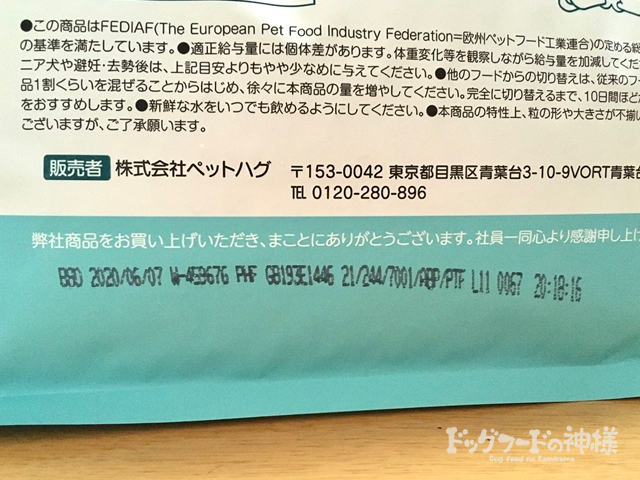 ●この商品はFEDIAF(The European Pet Food Industry Federation=欧州ペットフード工業連合)の定める総
の基準を満たしています。●適正給与量には個体差があります。体重変化等を観察しながら給与量を加減してくだ
ニア犬や避妊・去勢後は、上記目安よりもやや少なめに与えてください。●他のフードからの切り替えは、従来のフ
品1割くらいを混ぜることからはじめ、徐々に本商品の量を増やしてください。完全に切り替えるまで、10日間ほど
をおすすめします。●新鮮な水をいつでも飲めるようにしてください。●本商品の特性上、粒の形や大きさが不揃い
ございますが、ご了承願います。
販売者 株式会社ペットハグ 〒153-0042 東京都目黒区青葉台3-10-9VORT青葉台
TEL 0120-280-896
弊社商品をお買い上げいただき、まことにありがとうございます。社員一同心より感謝申し上げ
BBD 2020/06/07 W-459676 PHF GB193E1446 21/244/7001/ABP/PTF L11 0067 20:18:16
ドッグフードの神様
Dog Food no Kamisama